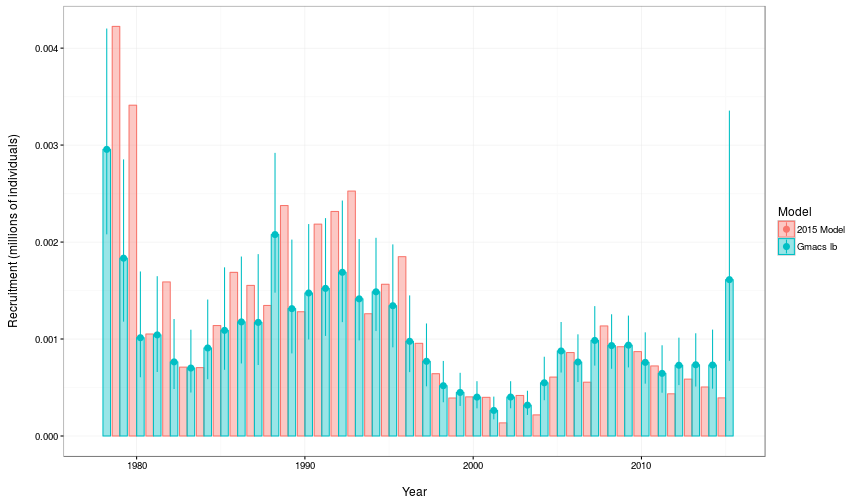 Recruitment (millions of individuals)
0.004
0.003
0.002
0.001
0.000
1980
1990
2000
2010
Year
Model
2015 Model
Gmacs lb